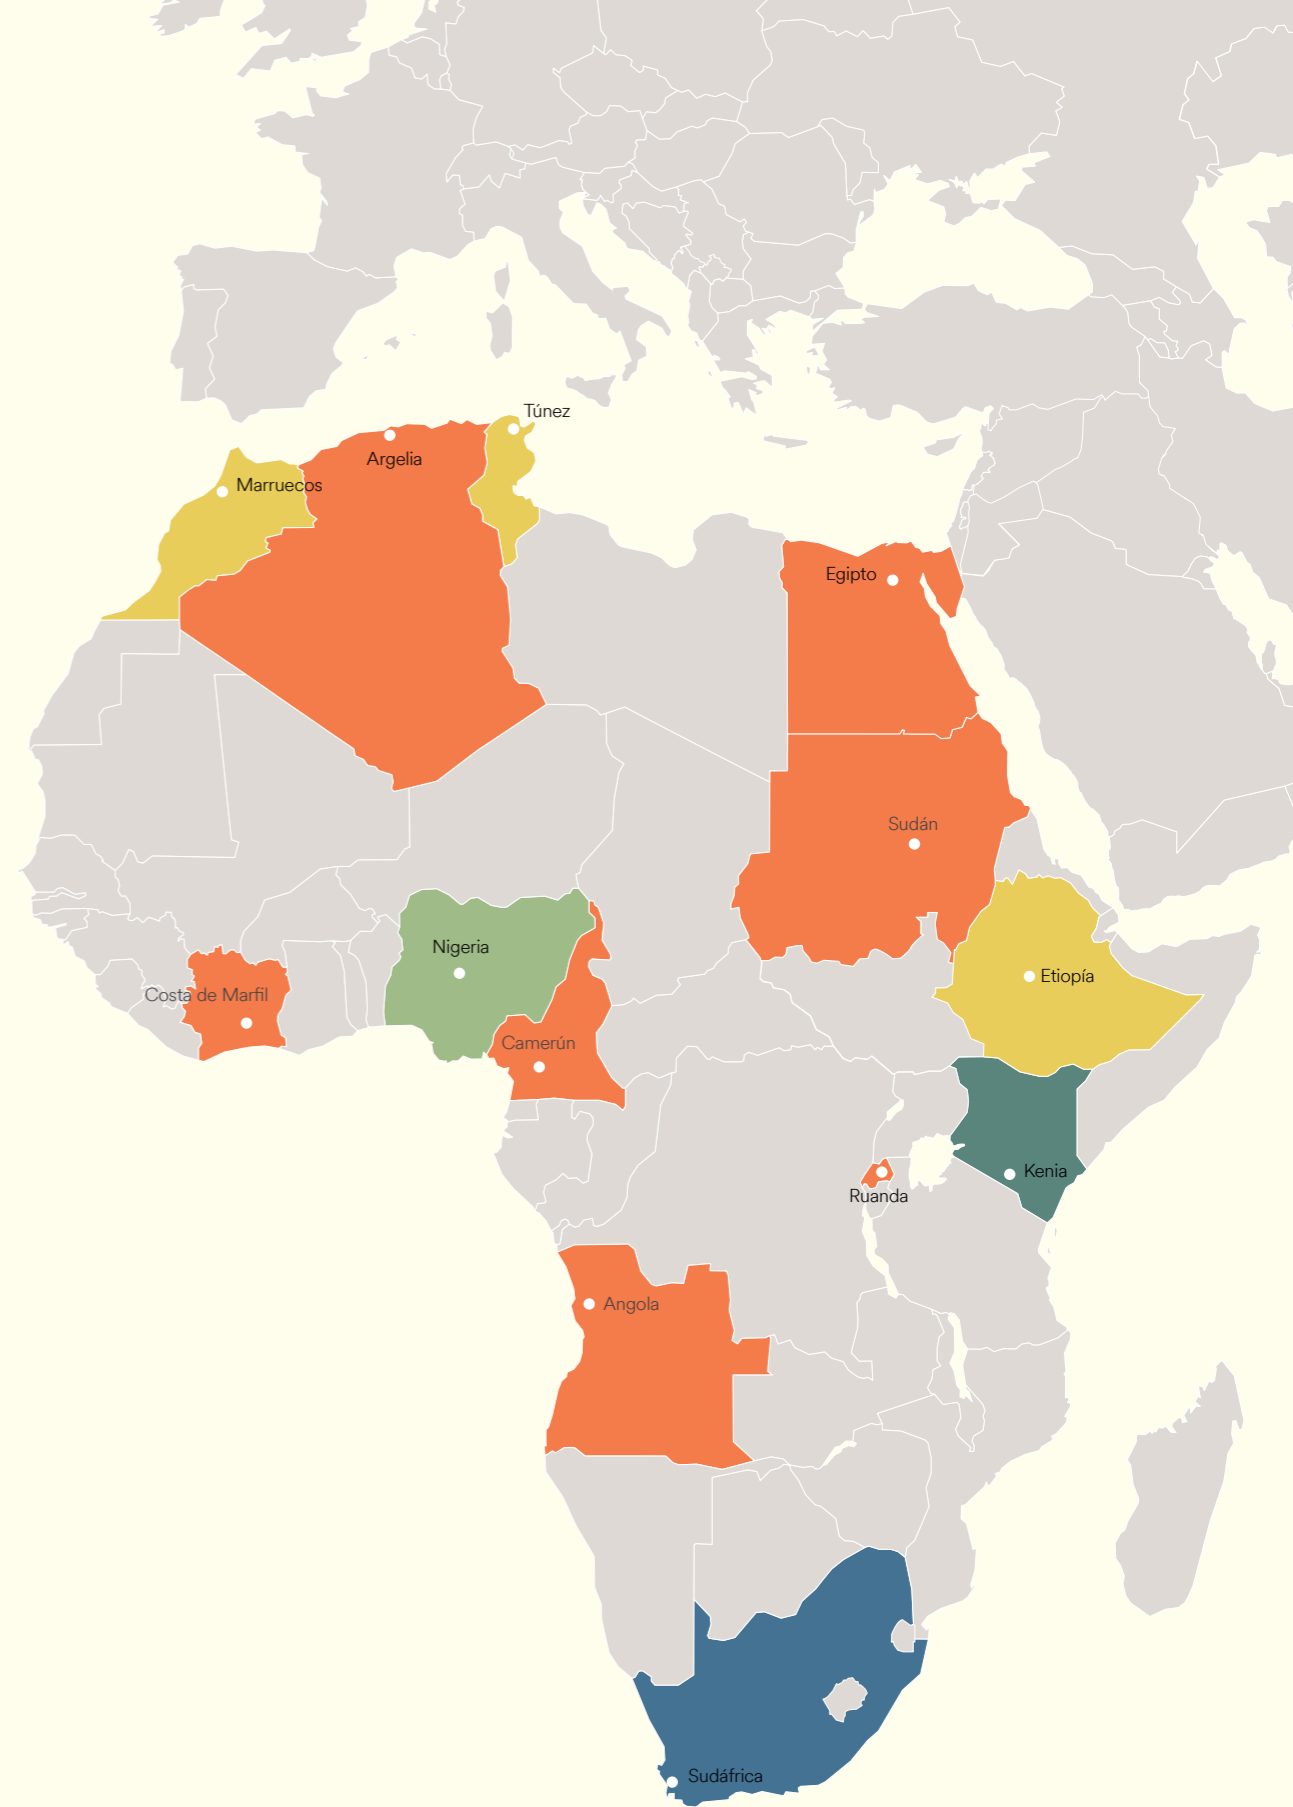 Túnez
Argelia
Marruecos
Egipto
Sudán
Nigeria
Etiopía
Costa de Marfil
Camerún
Kenia
Ruanda
Angola
Sudáfrica